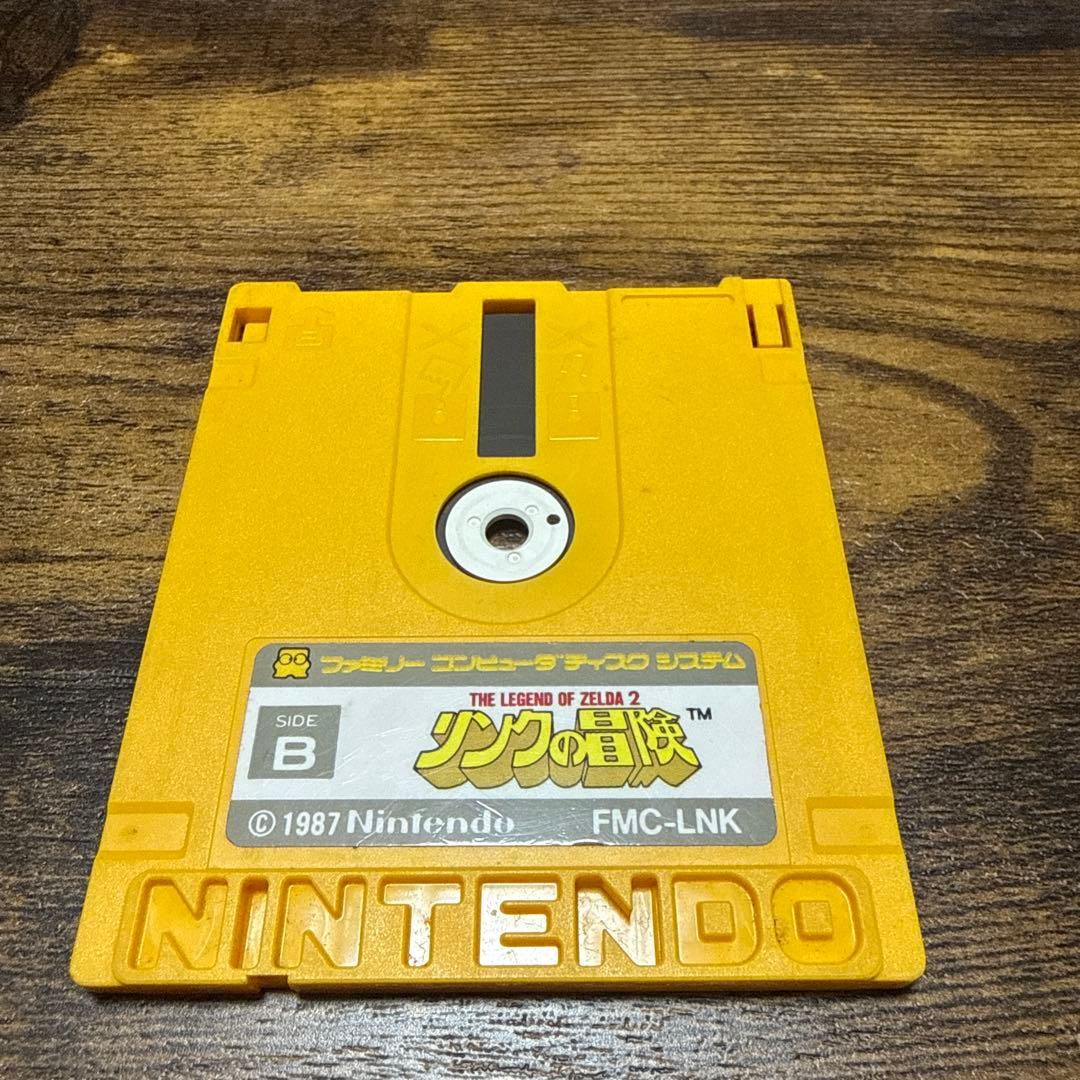 ファミリー コンピュータ ディスク システム
SIDE
B
THE LEGEND OF ZELDA 2
リンクの冒険™
© 1987 Nintendo FMC-LNK
NINTENDO